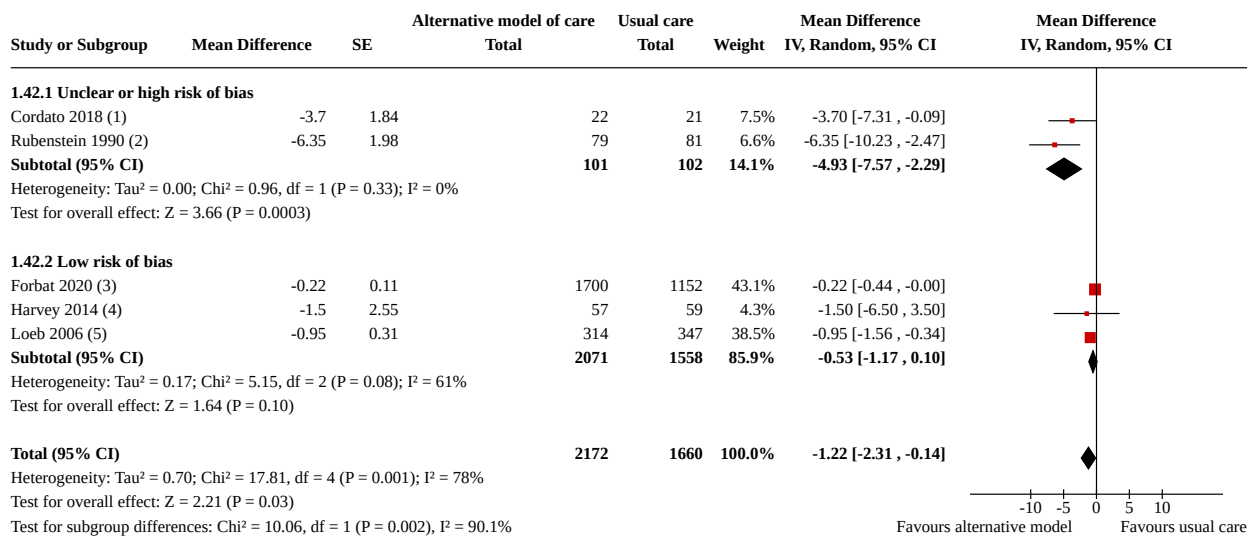 Alternative model of care Usual care Mean Difference Mean Difference
Study or Subgroup Mean Difference SE Total Total Weight IV, Random, 95% CI IV, Random, 95% CI
1.42.1 Unclear or high risk of bias
Cordato 2018 (1) -3.7 1.84 22 21 7.5% -3.70 [-7.31 , -0.09]
Rubenstein 1990 (2) -6.35 1.98 79 81 6.6% -6.35 [-10.23 , -2.47]
Subtotal (95% CI) 101 102 14.1% -4.93 [-7.57 , -2.29]
Heterogeneity: Tau² = 0.00; Chi² = 0.96, df = 1 (P = 0.33); I² = 0%
Test for overall effect: Z = 3.66 (P = 0.0003)
1.42.2 Low risk of bias
Forbat 2020 (3) -0.22 0.11 1700 1152 43.1% -0.22 [-0.44 , -0.00]
Harvey 2014 (4) -1.5 2.55 57 59 4.3% -1.50 [-6.50 , 3.50]
Loeb 2006 (5) -0.95 0.31 314 347 38.5% -0.95 [-1.56 , -0.34]
Subtotal (95% CI) 2071 1558 85.9% -0.53 [-1.17 , 0.10]
Heterogeneity: Tau² = 0.17; Chi² = 5.15, df = 2 (P = 0.08); I² = 61%
Test for overall effect: Z = 1.64 (P = 0.10)
Total (95% CI) 2172 1660 100.0% -1.22 [-2.31 , -0.14]
Heterogeneity: Tau² = 0.70; Chi² = 17.81, df = 4 (P = 0.001); I² = 78%
Test for overall effect: Z = 2.21 (P = 0.03)
-10 -5 0 5 10
Test for subgroup differences: Chi² = 10.06, df = 1 (P = 0.002), I² = 90.1% Favours alternative model Favours usual care